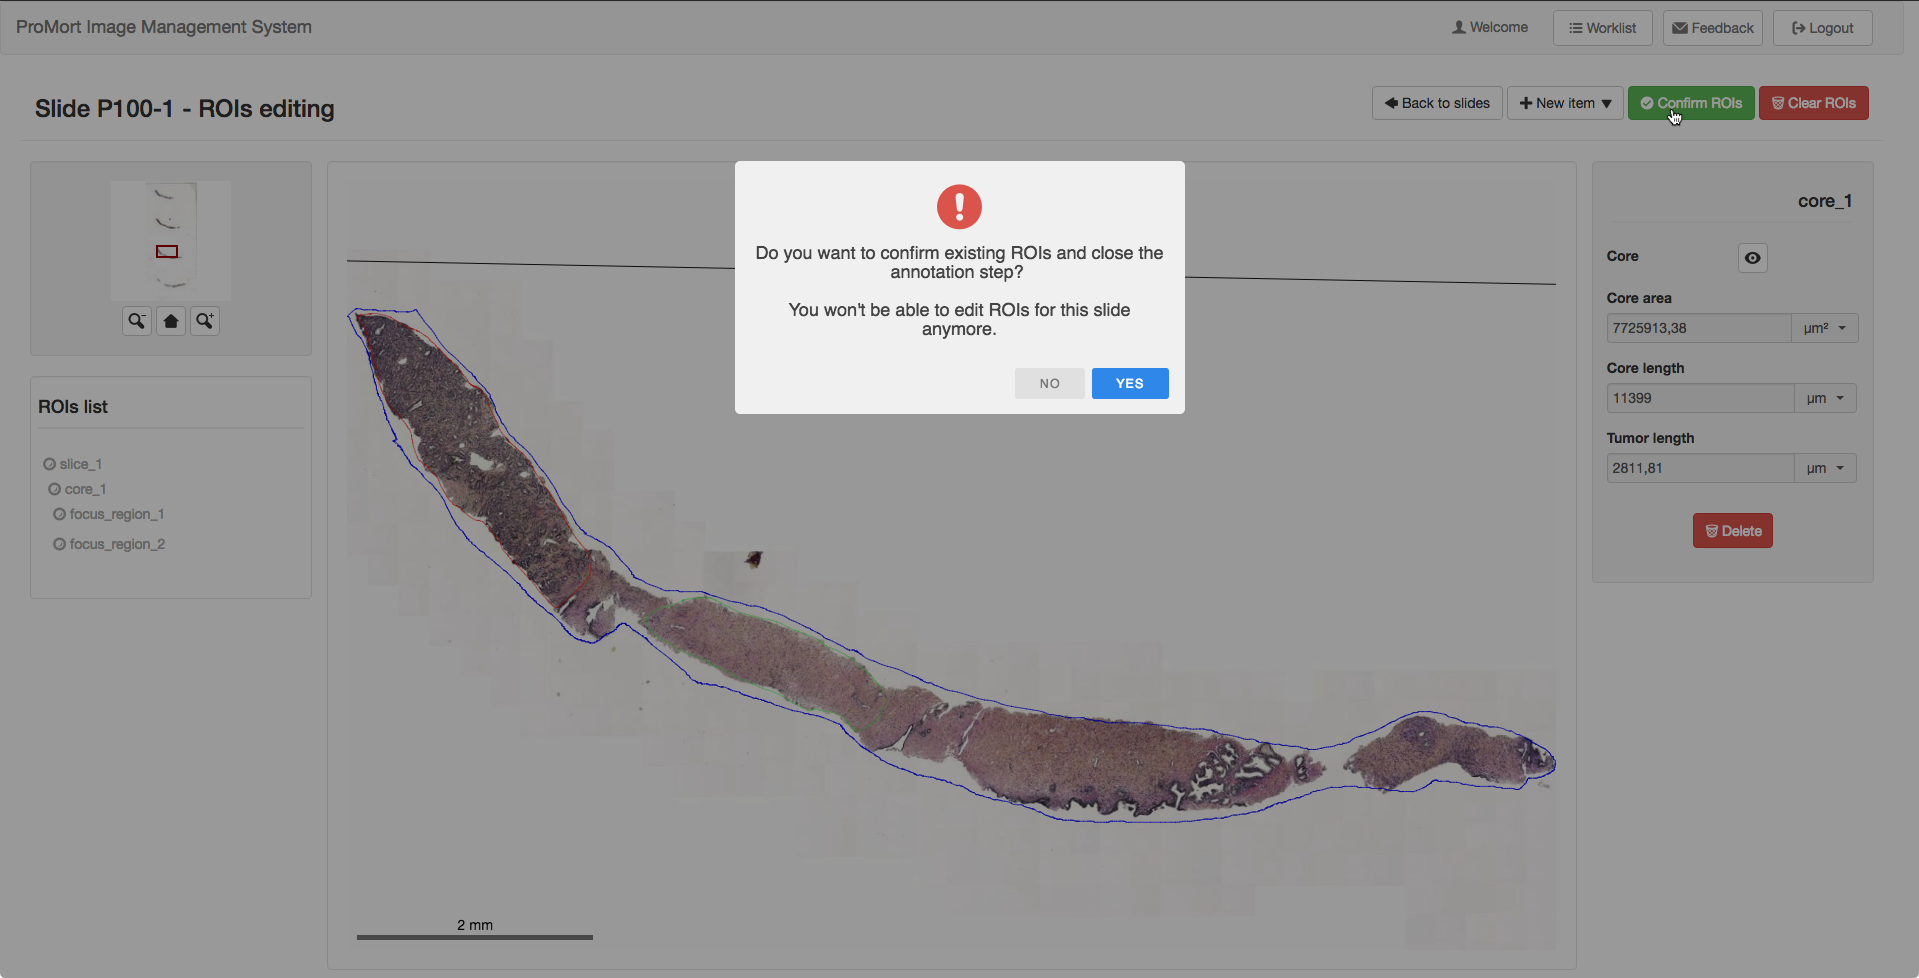 ProMort Image Management System
Welcome
Worklist
Feedback
Logout
Slide P100-1 - ROIs editing
Back to slides
New item
Confirm ROIs
Clear ROIs
Do you want to confirm existing ROIs and close the
annotation step?
You won't be able to edit ROIs for this slide
anymore.
NO
YES
ROIs list
slice_1
core_1
focus_region_1
focus_region_2
2 mm
core_1
Core
Core area
7725913,38
µm²
Core length
11399
µm
Tumor length
2811,81
µm
Delete